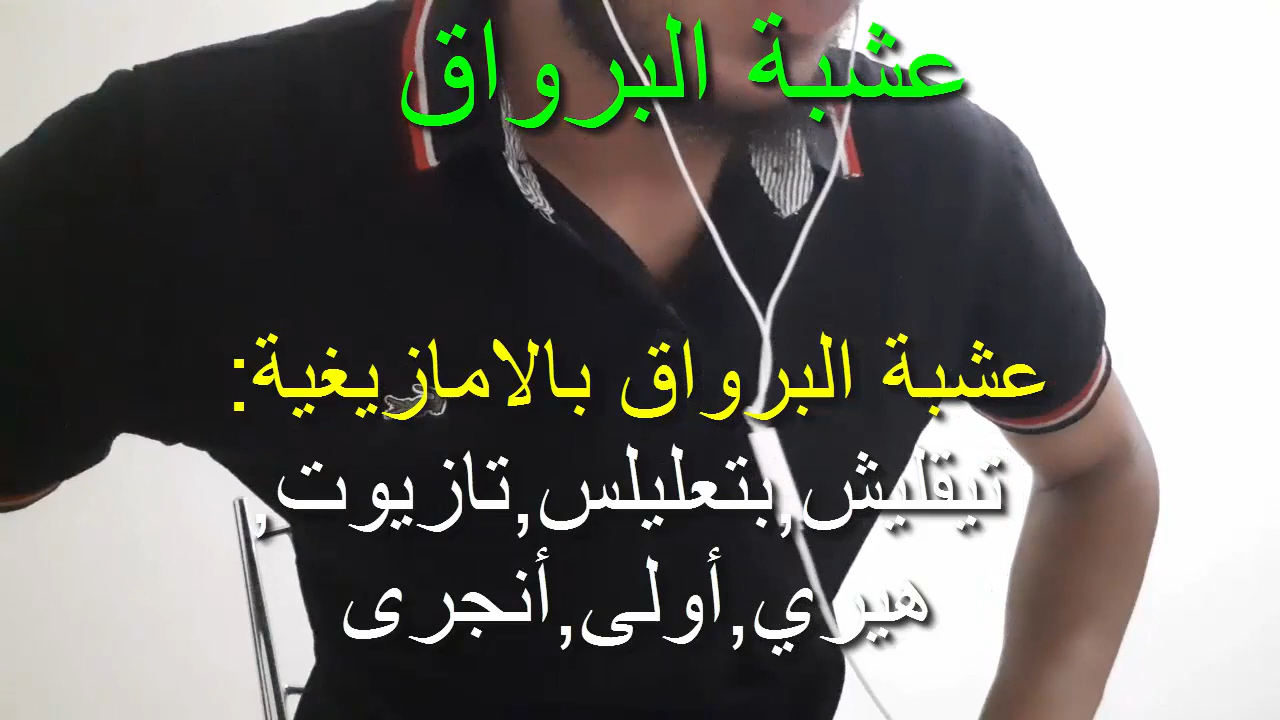 عشبة البرواق
عشبة البرواق بالامازيغية:
تيقليش,بتعليلس,تازيوت,
هيري,أولى,أنجرى